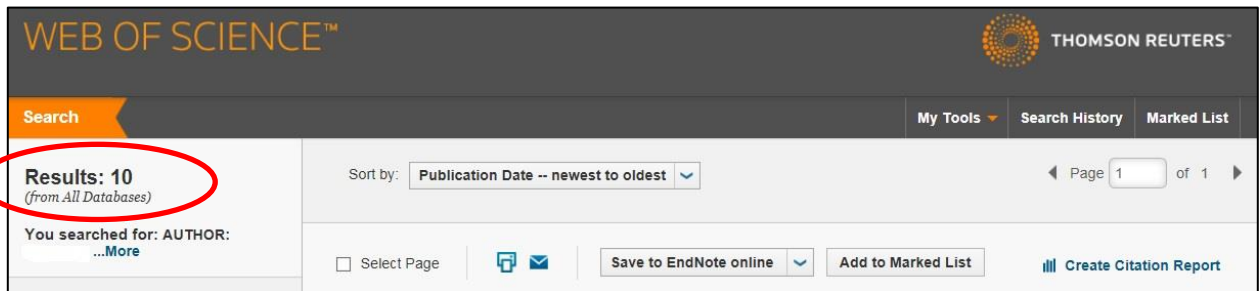 WEB OF SCIENCE™
THOMSON REUTERS™
Search
My Tools
Search History
Marked List
Results: 10
(from All Databases)
You searched for: AUTHOR:
...More
Sort by: Publication Date -- newest to oldest
Page 1 of 1
Select Page
Save to EndNote online
Add to Marked List
Create Citation Report